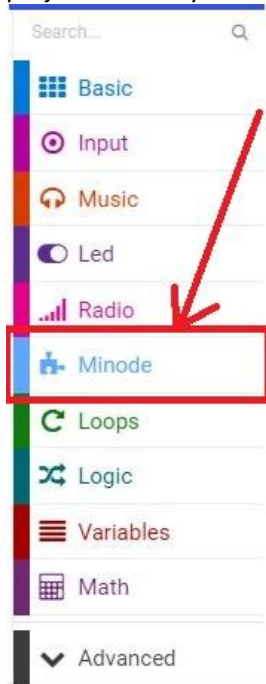 Search...
Basic
Input
Music
Led
Radio
Minode
Loops
Logic
Variables
Math
Advanced